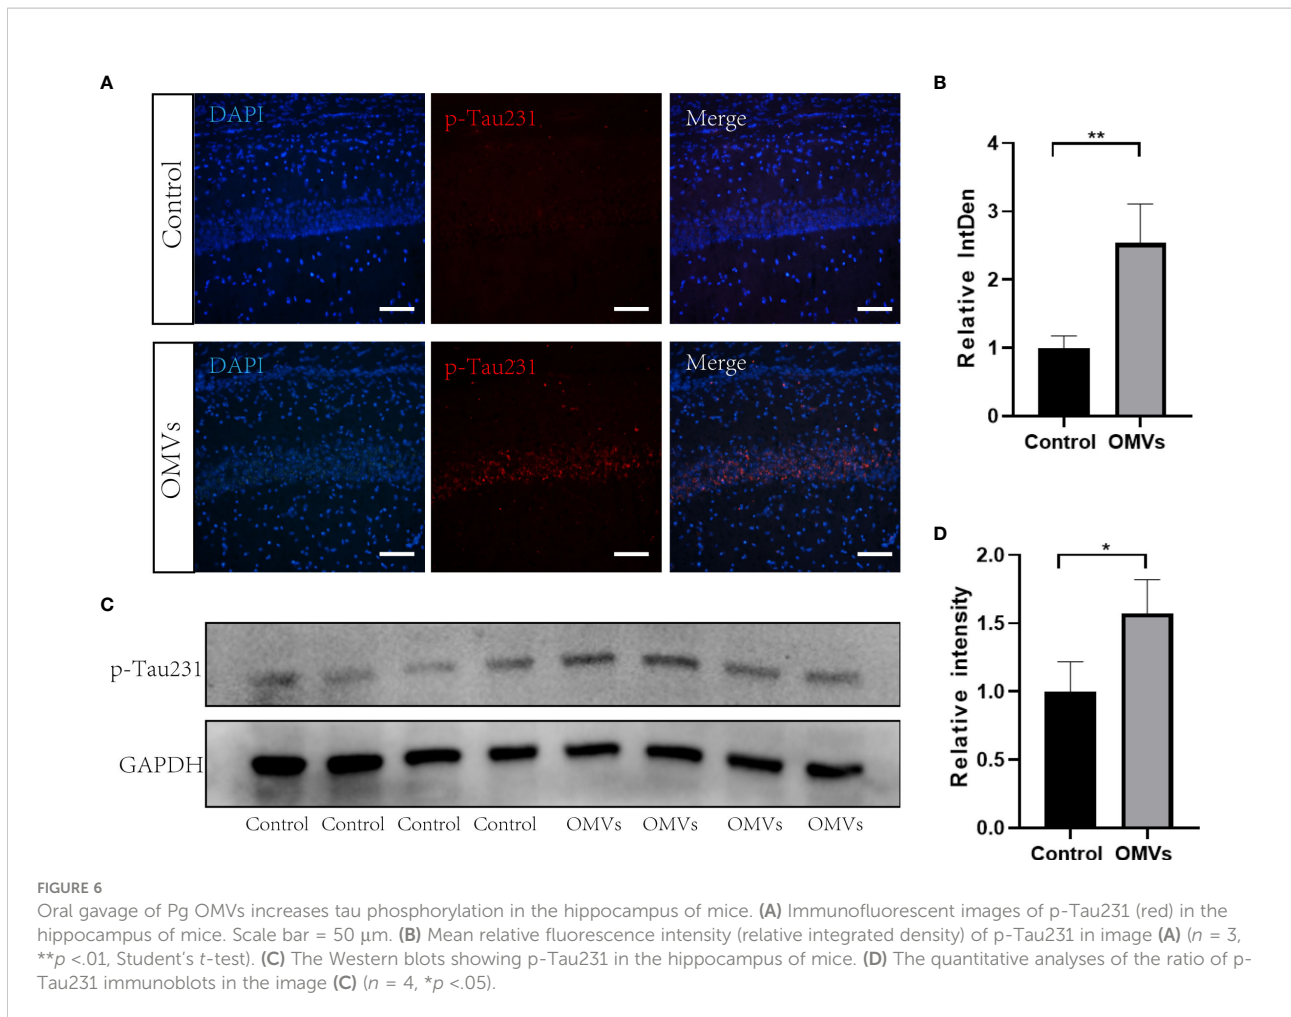 A
Control
DAPI
p-Tau231
Merge
OMVs
DAPI
p-Tau231
Merge
B
Relative IntDen
4
3
2
1
0
**
Control OMVs
C
p-Tau231
GAPDH
Control Control Control Control OMVs OMVs OMVs OMVs
D
Relative intensity
2.0
1.5
1.0
0.5
0.0
*
Control OMVs
FIGURE 6
Oral gavage of Pg OMVs increases tau phosphorylation in the hippocampus of mice. (A) Immunofluorescent images of p-Tau231 (red) in the
hippocampus of mice. Scale bar = 50 μm. (B) Mean relative fluorescence intensity (relative integrated density) of p-Tau231 in image (A) (n = 3,
**p <.01, Student's t-test). (C) The Western blots showing p-Tau231 in the hippocampus of mice. (D) The quantitative analyses of the ratio of p-
Tau231 immunoblots in the image (C) (n = 4, *p <.05).